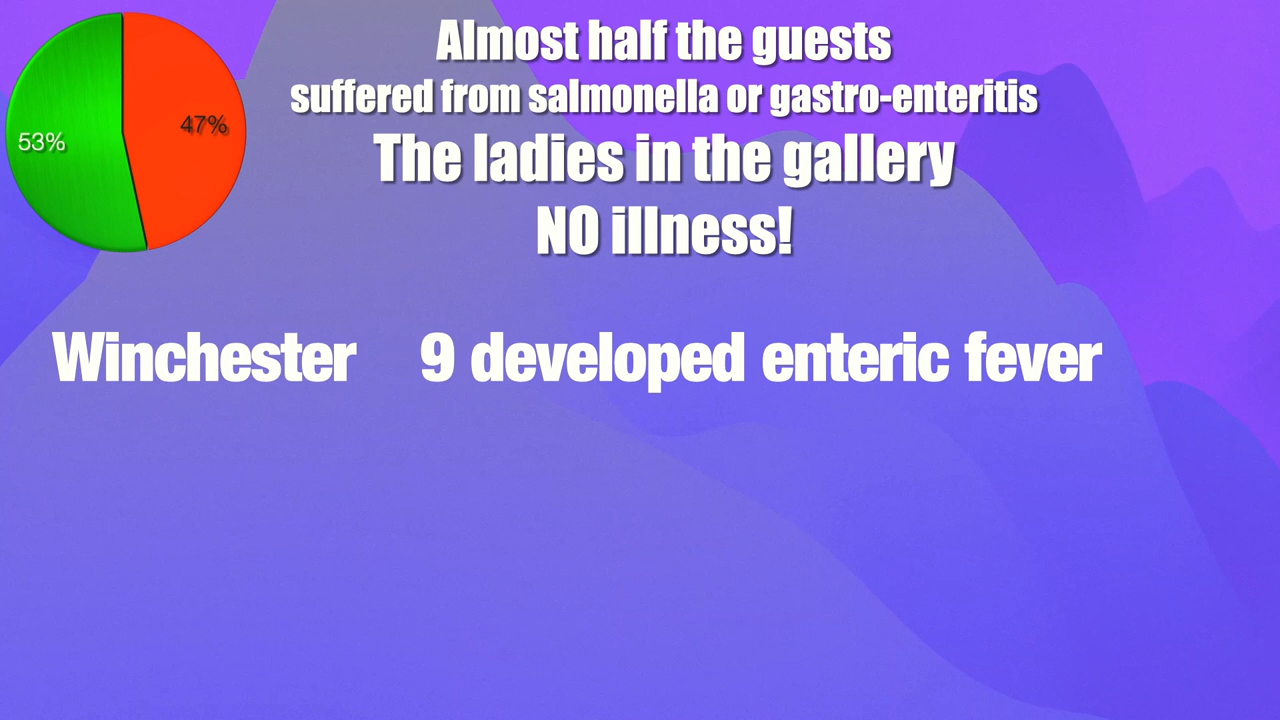 Almost half the guests
suffered from salmonella or gastro-enteritis
The ladies in the gallery
NO illness!
53%
47%
Winchester 9 developed enteric fever